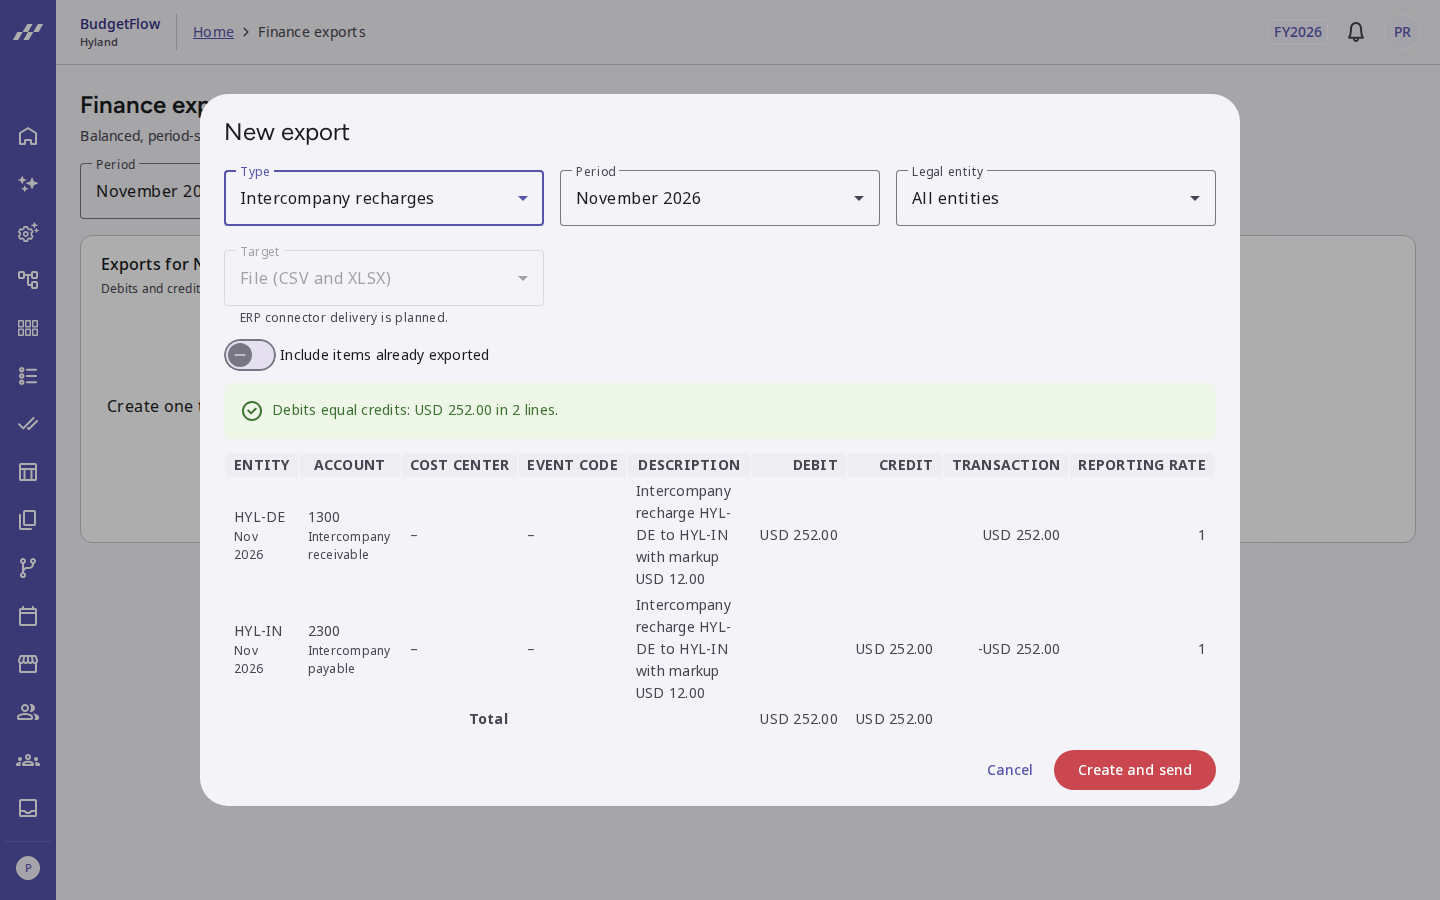 BudgetFlow
Hyland
Home
Finance exports
FY2026
PR
Finance exp
Balanced, period-s
Period
November 20
Exports for N
Debits and credit
Create one t
New export
Type
Intercompany recharges
Period
November 2026
Legal entity
All entities
Target
File (CSV and XLSX)
ERP connector delivery is planned.
Include items already exported
Debits equal credits: USD 252.00 in 2 lines.
ENTITY ACCOUNT COST CENTER EVENT CODE DESCRIPTION DEBIT CREDIT TRANSACTION REPORTING RATE
HYL-DE
Nov
2026
1300
Intercompany
receivable
–
–
Intercompany
recharge HYL-
DE to HYL-IN
with markup
USD 12.00
USD 252.00
USD 252.00
1
HYL-IN
Nov
2026
2300
Intercompany
payable
–
–
Intercompany
recharge HYL-
DE to HYL-IN
with markup
USD 12.00
USD 252.00
-USD 252.00
1
Total USD 252.00 USD 252.00
Cancel
Create and send
P